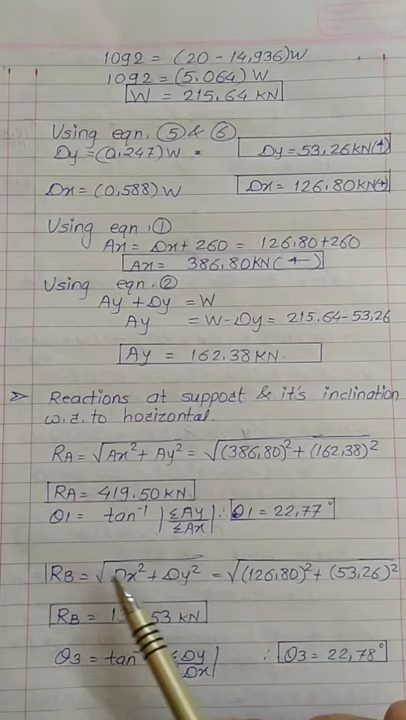 1092 = (20 - 14,936)W
1092 = (5.064) W
W = 215.64 KN
Using eqn. ⑤ & ⑥
Dy = (0,247)W = Dy = 53,26 KN(↑)
Dx = (0,588) W Dx = 126,80 KN
Using eqn ①
Ax = Dx + 260 = 126,80 + 260
Ax = 386,80 KN (←)
Using eqn. ②
Ay + Dy = W
Ay = W - Dy = 215.64 - 53,26
Ay = 162.38 KN.
➢ Reactions at support & it's inclination
w.r. to horizontal.
RA = √Ax² + Ay² = √(386,80)² + (162,38)²
RA = 419.50 KN.
θ1 = tan⁻¹ |ΣAy/ΣAx| ∴ θ1 = 22,77°
RB = √Dx² + Dy² = √(126,80)² + (53,26)²
RB = 1 53 KN
θ3 = tan ΣDy/Dx| ∴ θ3 = 22,78°